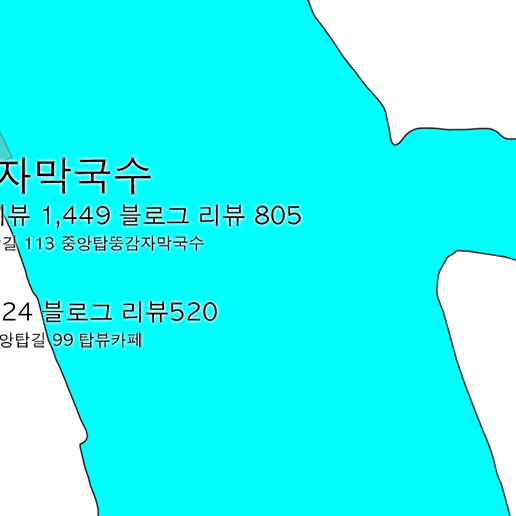 자막국수
리뷰 1,449 블로그 리뷰 805
길 113 중앙탑뚱감자막국수
24 블로그 리뷰520
앙탑길 99 탑뷰카페